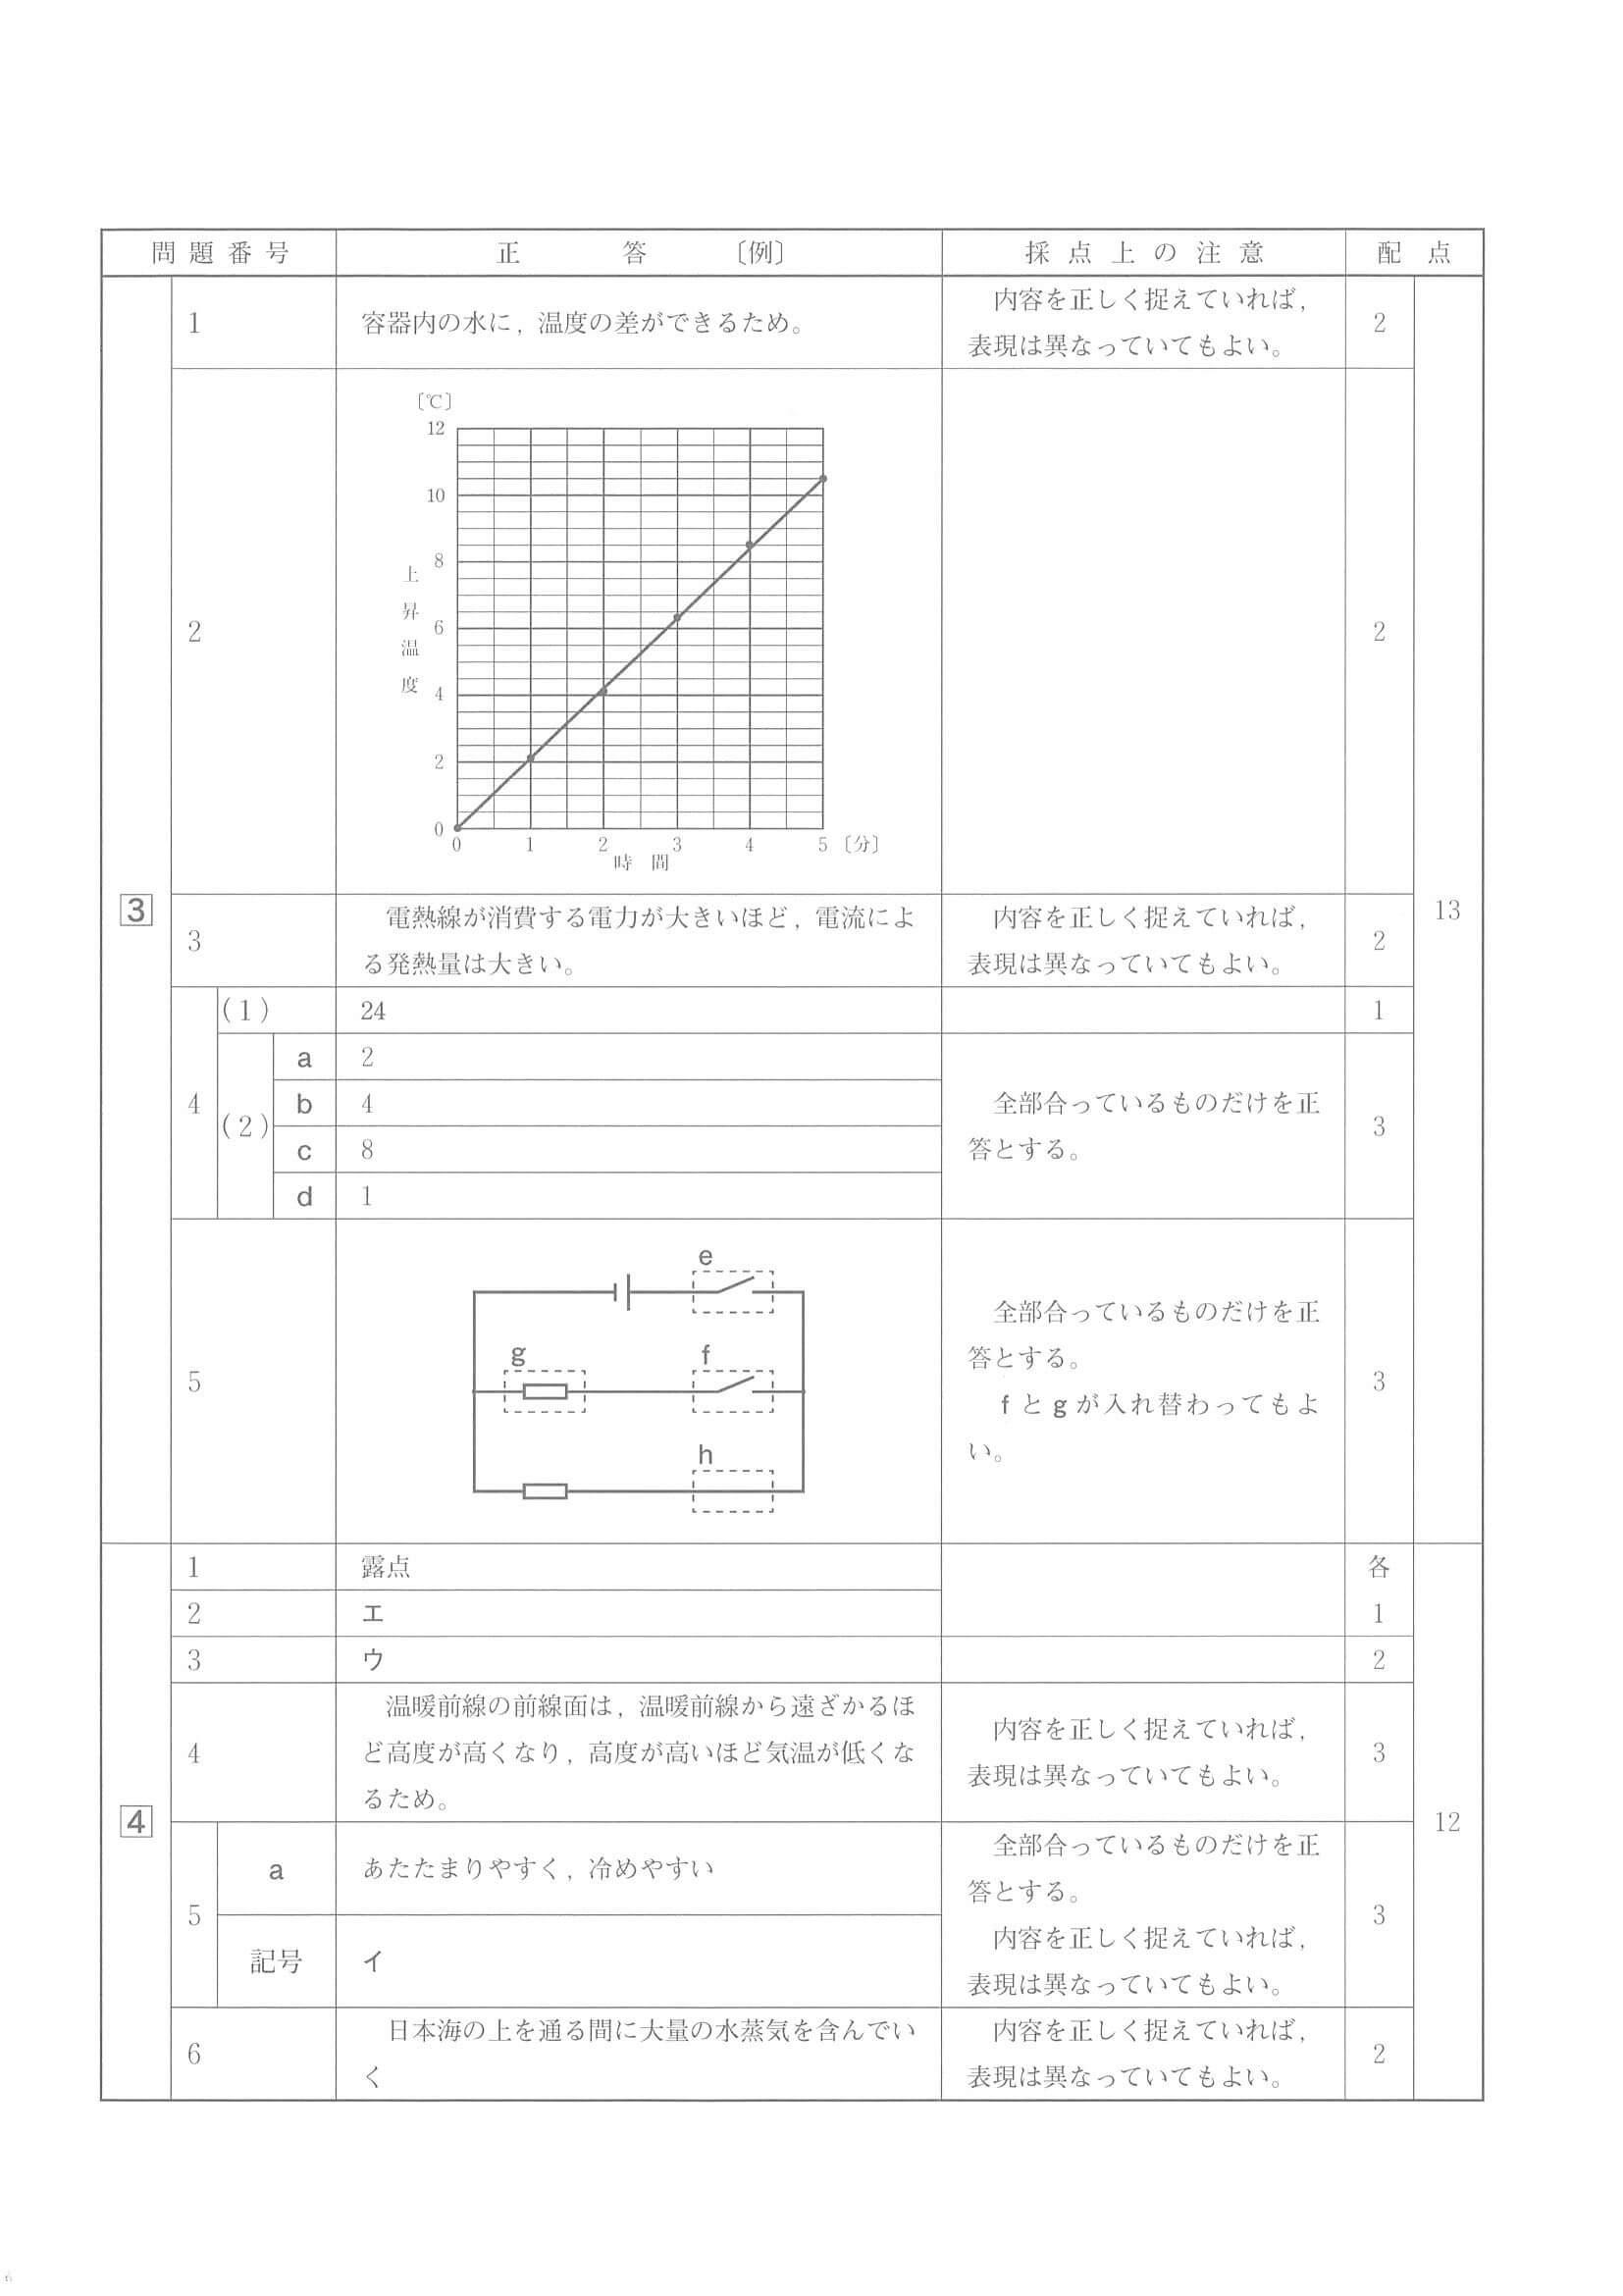 問題番号 正答〔例〕 採点上の注意 配点
3
1 容器内の水に，温度の差ができるため。 内容を正しく捉えていれば， 2
表現は異なっていてもよい。
2 2
〔℃〕
12
10
8
6
4
2
0
上昇温度
0 1 2 3 4 5 〔分〕
時間
3 電熱線が消費する電力が大きいほど，電流によ 内容を正しく捉えていれば， 2
る発熱量は大きい。 表現は異なっていてもよい。
13
4 (1) 24 1
(2) a 2 全部合っているものだけを正 3
b 4 答とする。
c 8
d 1
5 3
e
g f
h
全部合っているものだけを正
答とする。
fとgが入れ替わってもよ
い。
4
1 露点 各
2 エ 1
3 ウ 2
4 温暖前線の前線面は，温暖前線から遠ざかるほ 内容を正しく捉えていれば， 3
ど高度が高くなり，高度が高いほど気温が低くな 表現は異なっていてもよい。
るため。
12
5 a あたたまりやすく，冷めやすい 全部合っているものだけを正 3
答とする。
記号 イ 内容を正しく捉えていれば，
表現は異なっていてもよい。
6 日本海の上を通る間に大量の水蒸気を含んでい 内容を正しく捉えていれば， 2
く 表現は異なっていてもよい。